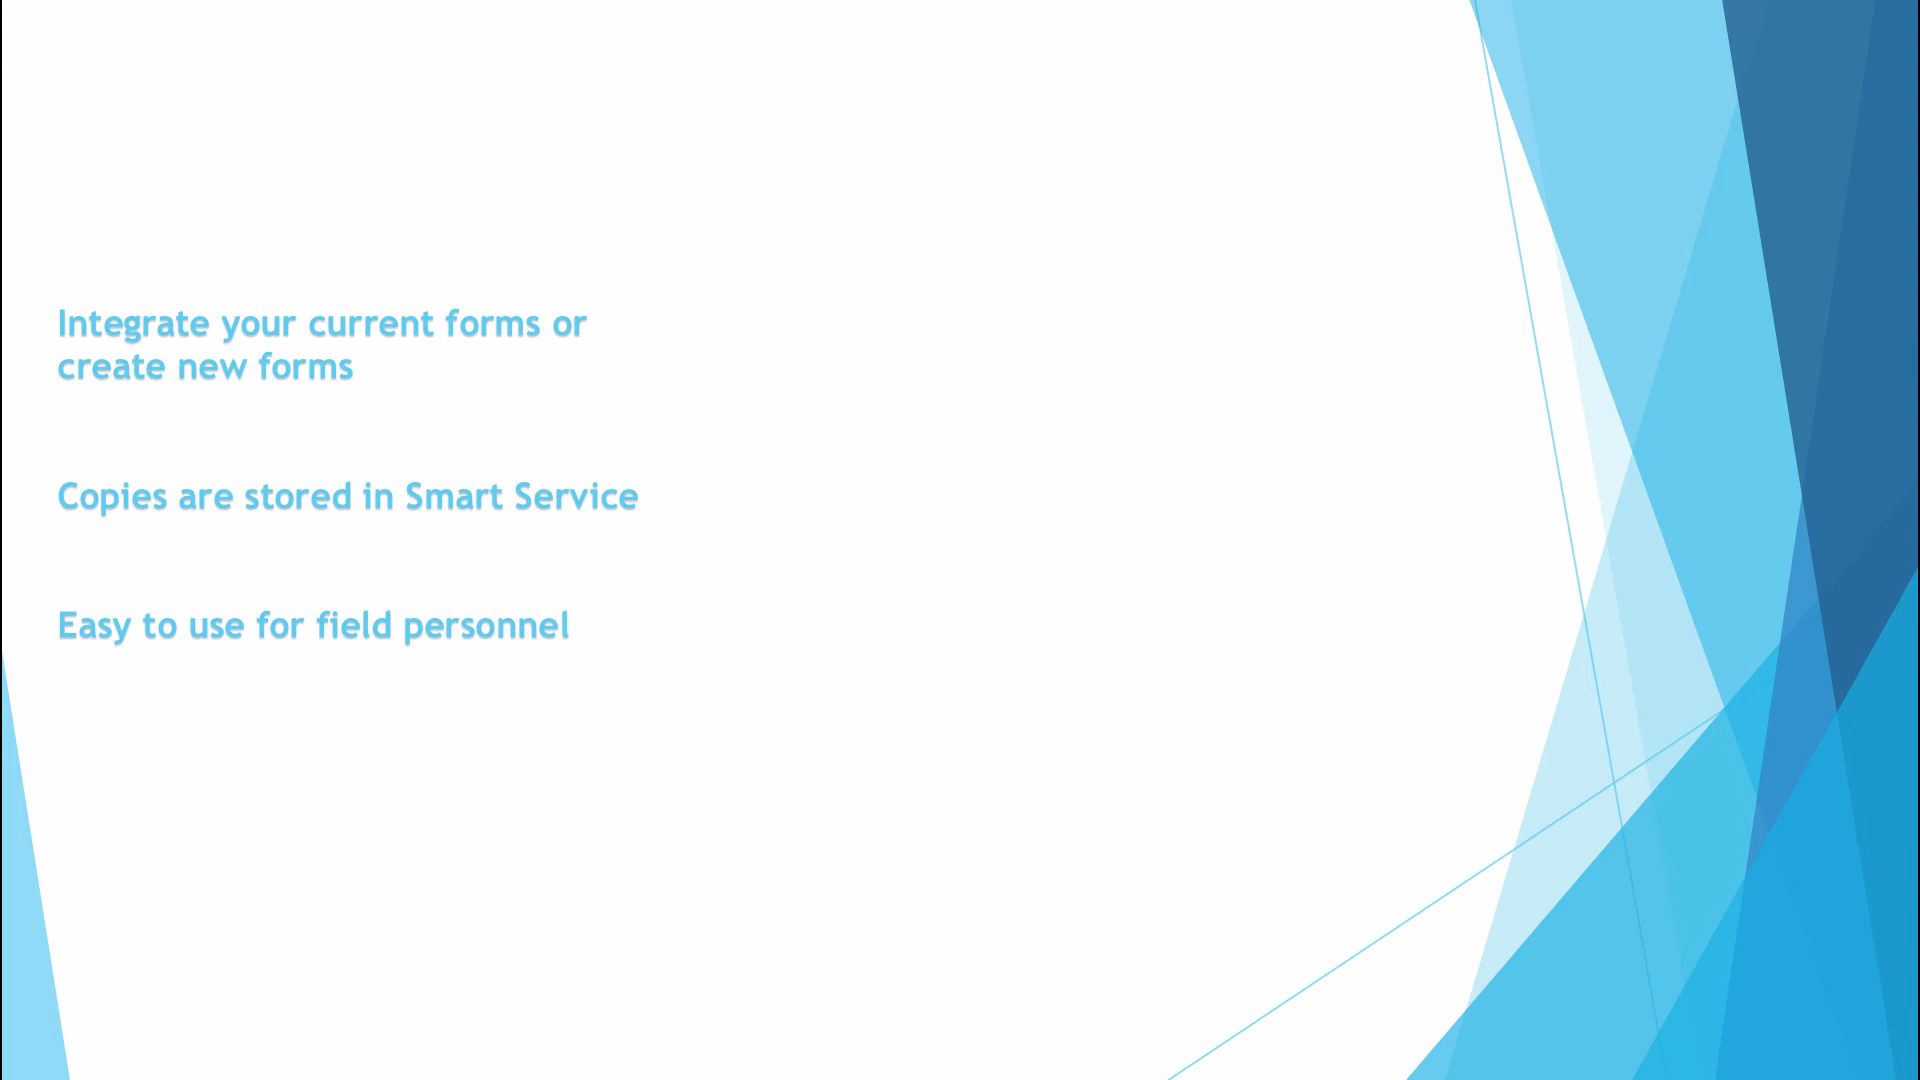 Integrate your current forms or
create new forms
Copies are stored in Smart Service
Easy to use for field personnel